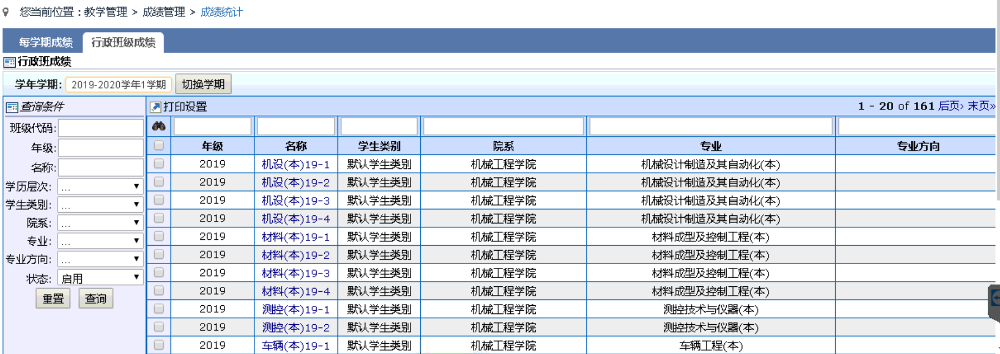 您当前位置：教学管理 > 成绩管理 > 成绩统计
每学期成绩 行政班级成绩
行政班成绩
学年学期: 2019-2020学年1学期 切换学期
查询条件 打印设置 1 - 20 of 161 后页› 末页»
班级代码:
年级: 年级 名称 学生类别 院系 专业 专业方向
名称: 2019 机设(本)19-1 默认学生类别 机械工程学院 机械设计制造及其自动化(本)
学历层次: ... 2019 机设(本)19-2 默认学生类别 机械工程学院 机械设计制造及其自动化(本)
学生类别: ... 2019 机设(本)19-3 默认学生类别 机械工程学院 机械设计制造及其自动化(本)
院系: ... 2019 机设(本)19-4 默认学生类别 机械工程学院 机械设计制造及其自动化(本)
专业: ... 2019 材料(本)19-1 默认学生类别 机械工程学院 材料成型及控制工程(本)
专业方向: ... 2019 材料(本)19-2 默认学生类别 机械工程学院 材料成型及控制工程(本)
状态: 启用 2019 材料(本)19-3 默认学生类别 机械工程学院 材料成型及控制工程(本)
重置 查询 2019 材料(本)19-4 默认学生类别 机械工程学院 材料成型及控制工程(本)
2019 测控(本)19-1 默认学生类别 机械工程学院 测控技术与仪器(本)
2019 测控(本)19-2 默认学生类别 机械工程学院 测控技术与仪器(本)
2019 车辆(本)19-1 默认学生类别 机械工程学院 车辆工程(本)